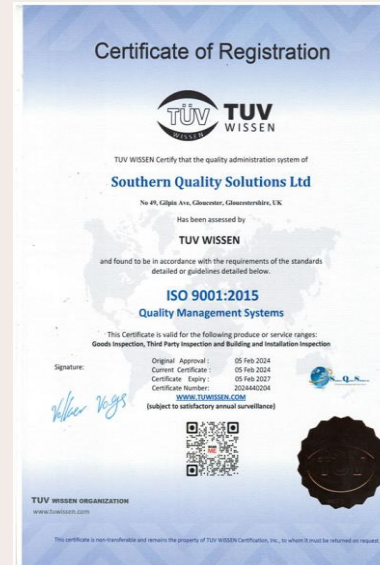 Certificate of Registration
TÜV
WISSEN
TUV
WISSEN
TUV WISSEN Certify that the quality administration system of
Southern Quality Solutions Ltd
No 49, Gilpin Ave, Gloucester, Gloucestershire, UK
Has been assessed by
TUV WISSEN
and found to be in accordance with the requirements of the standards
detailed or guidelines detailed below.
ISO 9001:2015
Quality Management Systems
This Certificate is valid for the following produce or service ranges:
Goods Inspection, Third Party Inspection and Building and Installation Inspection
Signature:
Original Approval : 05 Feb 2024
Current Certificate : 05 Feb 2024
Certificate Expiry : 05 Feb 2027
Certificate Number: 2024440204
WWW.TUWISSEN.COM
(subject to satisfactory annual surveillance)
S. Q. S.
ME
TÜV
TUV WISSEN ORGANIZATION
www.tuwissen.com
This certificate is non-transferable and remains the property of TUV WISSEN Certification, Inc., to whom it must be returned on request.